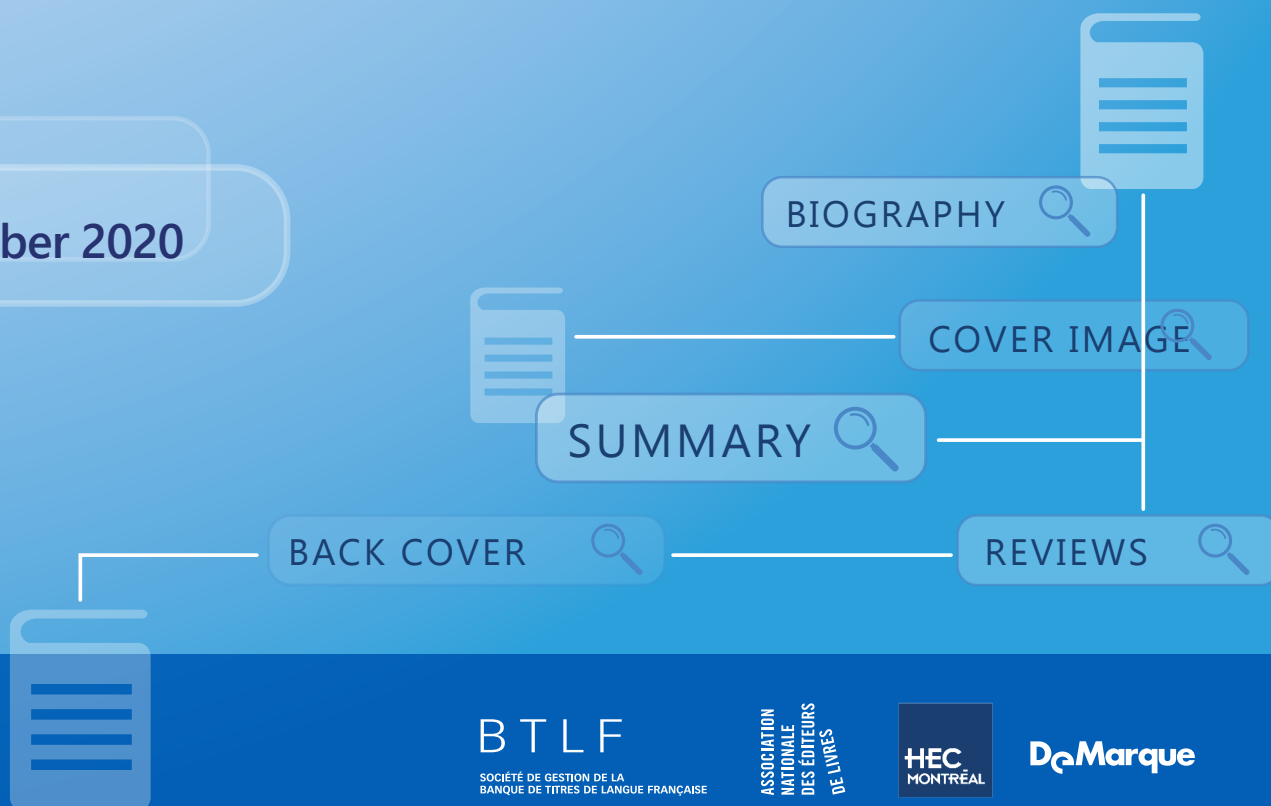 BIOGRAPHY
ber 2020
COVER IMAGE
SUMMARY
BACK COVER
REVIEWS
BTLF
SOCIÉTÉ DE GESTION DE LA
BANQUE DE TITRES DE LANGUE FRANÇAISE
ASSOCIATION
NATIONALE
DES ÉDITEURS
DE LIVRES
HEC
MONTRĒAL
DeMarque